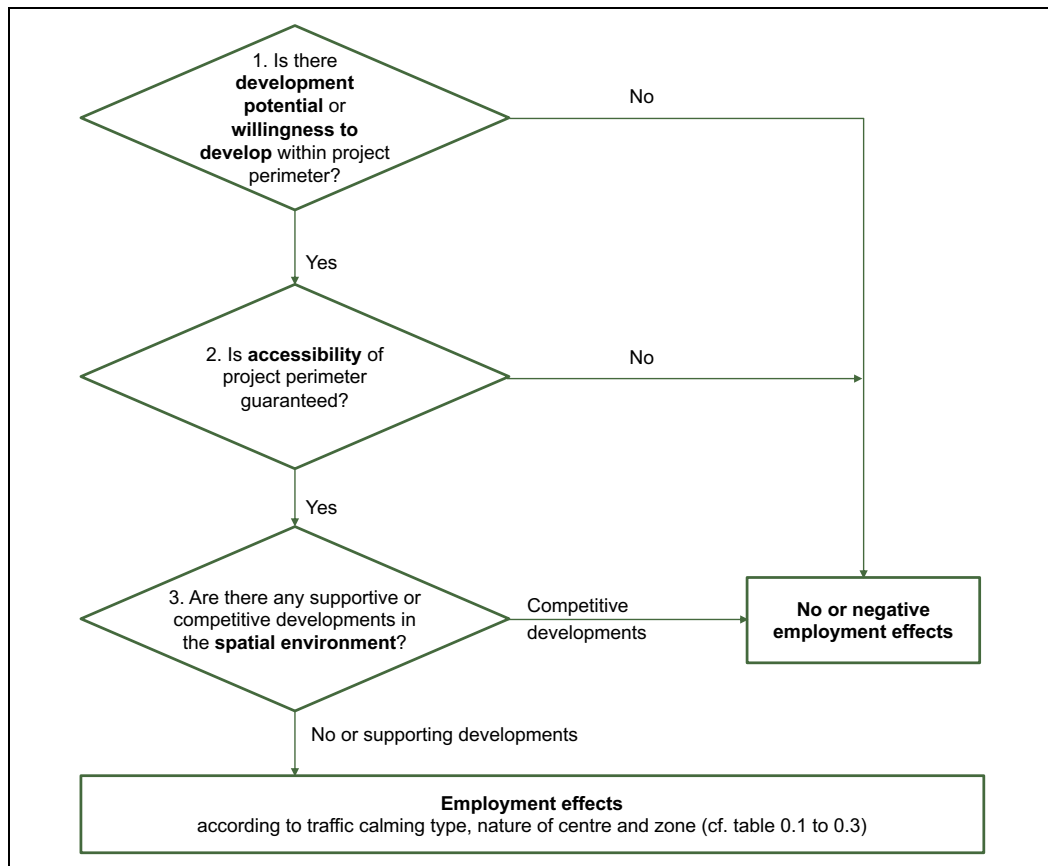 1. Is there
development
potential or
willingness to
develop within project
perimeter?
No
Yes
2. Is accessibility of
project perimeter
guaranteed?
No
Yes
3. Are there any supportive or
competitive developments in
the spatial environment?
Competitive
developments
No or negative
employment effects
No or supporting developments
Employment effects
according to traffic calming type, nature of centre and zone (cf. table 0.1 to 0.3)